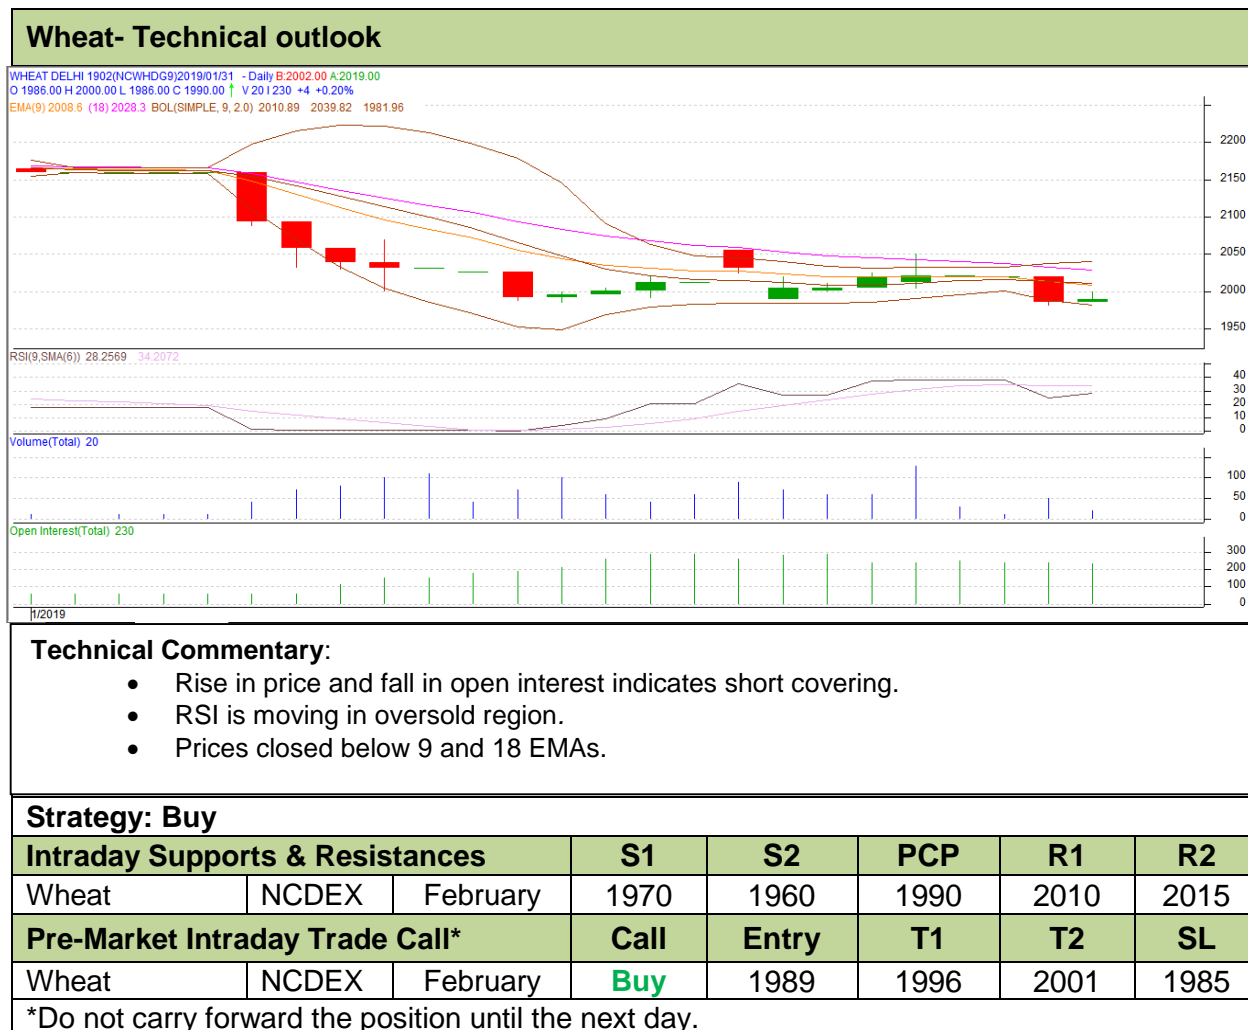 Wheat- Technical outlook
WHEAT DELHI 1902(NCWHDG9)2019/01/31 - Daily B:2002.00 A:2019.00
O 1986.00 H 2000.00 L 1986.00 C 1990.00 ↑ V 20 I 230 +4 +0.20%
EMA(9) 2008.6 (18) 2028.3 BOL(SIMPLE, 9, 2.0) 2010.89 2039.82 1981.96
2200
2150
2100
2050
2000
1950
RSI(9,SMA(6)) 28.2569 34.2072
40
30
20
10
0
Volume(Total) 20
100
50
0
Open Interest(Total) 230
300
200
100
0
1/2019
Technical Commentary:
• Rise in price and fall in open interest indicates short covering.
• RSI is moving in oversold region.
• Prices closed below 9 and 18 EMAs.
Strategy: Buy
Intraday Supports & Resistances S1 S2 PCP R1 R2
Wheat NCDEX February 1970 1960 1990 2010 2015
Pre-Market Intraday Trade Call* Call Entry T1 T2 SL
Wheat NCDEX February Buy 1989 1996 2001 1985
*Do not carry forward the position until the next day.